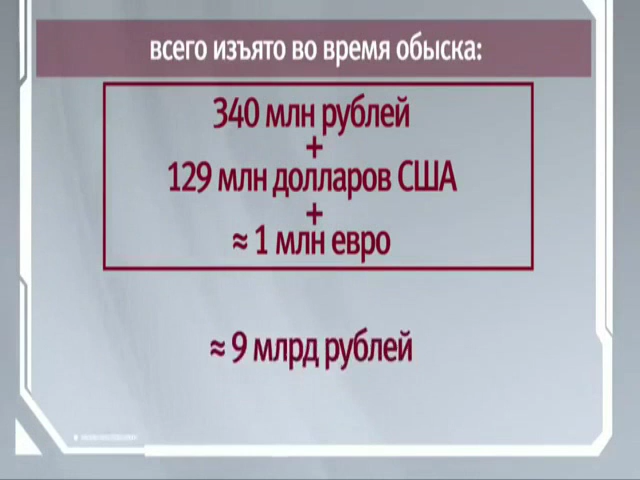 всего изъято во время обыска:
340 млн рублей
+
129 млн долларов США
+
≈ 1 млн евро
≈ 9 млрд рублей